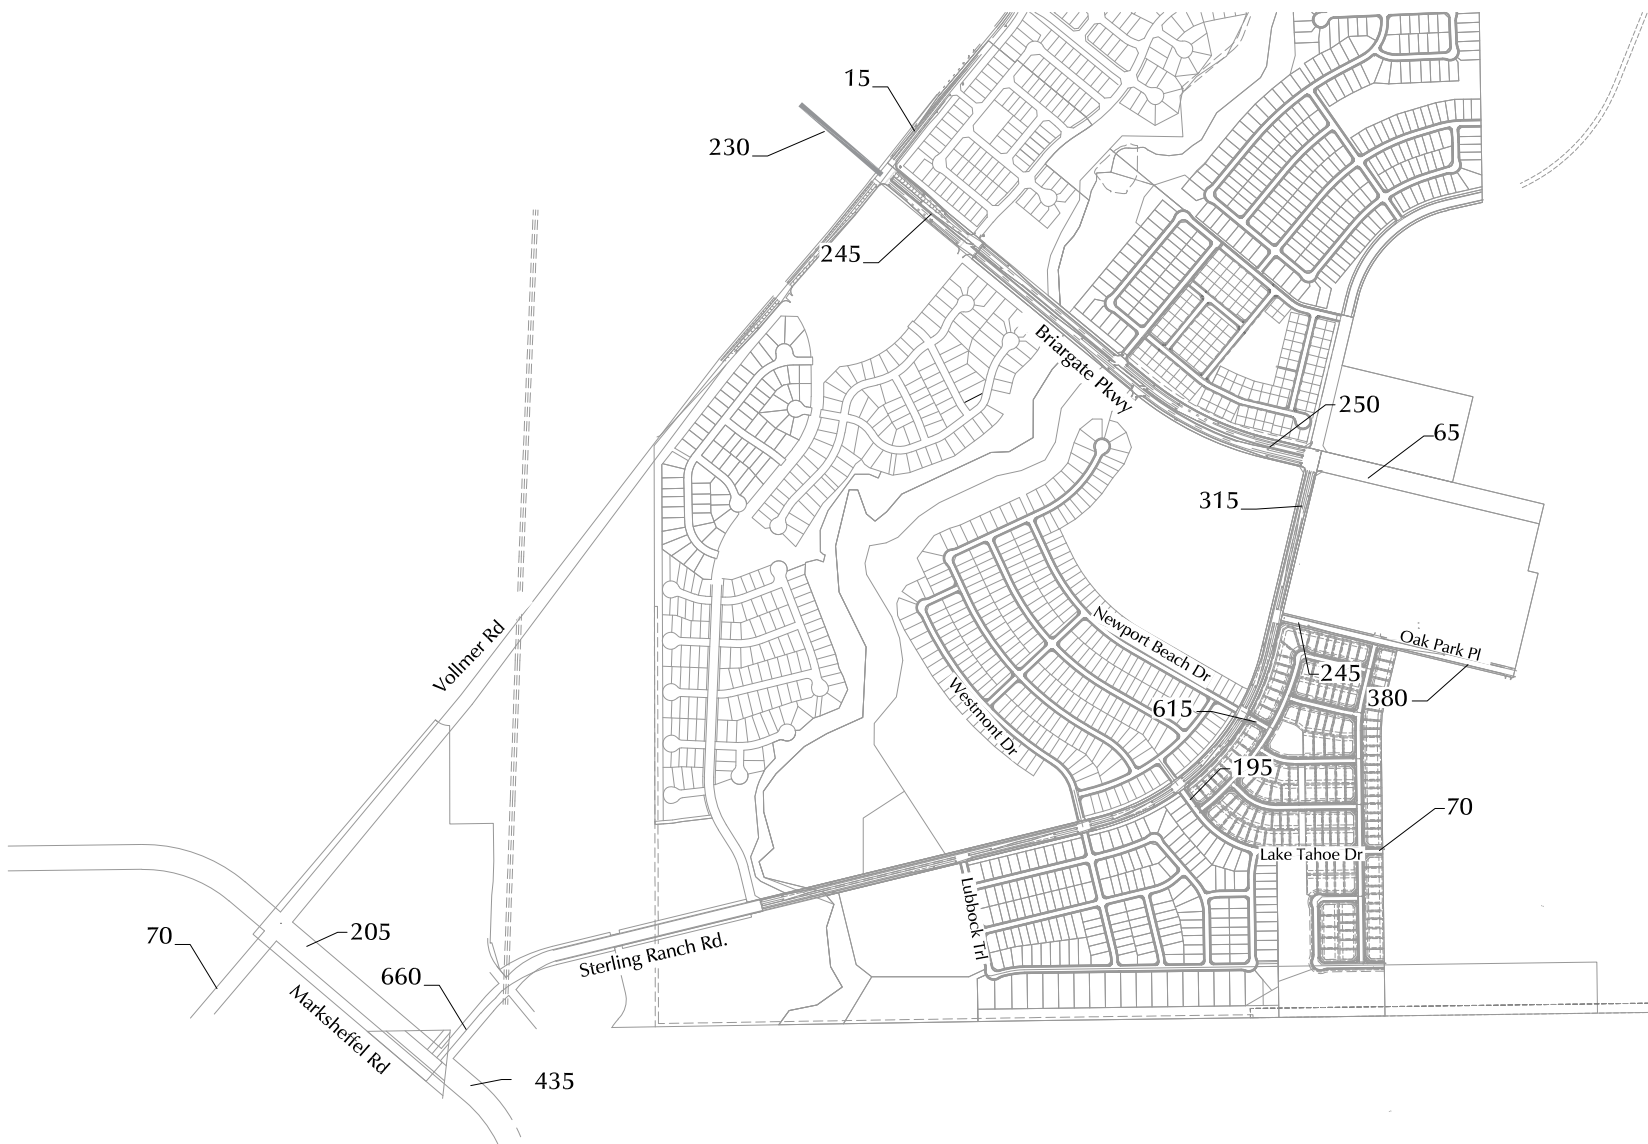 15
230
245
Briargate Pkwy
250
65
315
Vollmer Rd
Newport Beach Dr
Oak Park Pl
245
380
Westmont Dr
615
195
70
Lake Tahoe Dr
Lubbock Trl
70
205
Sterling Ranch Rd.
660
Marksheffel Rd
435